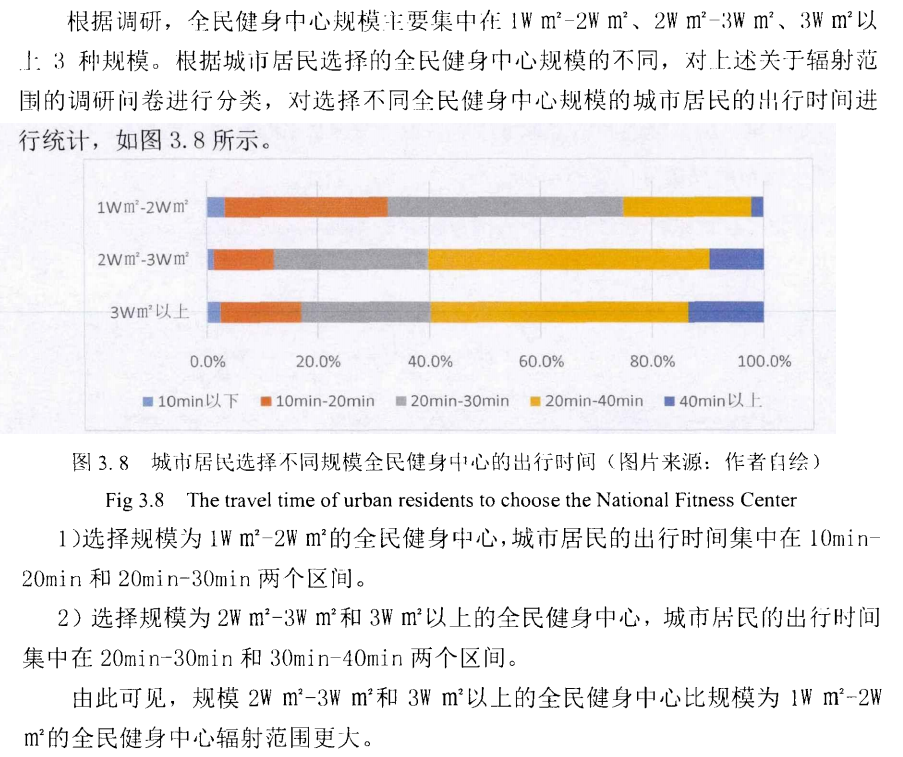 根据调研，全民健身中心规模主要集中在 1W ㎡-2W ㎡、2W ㎡-3W ㎡、3W ㎡以
上 3 种规模。根据城市居民选择的全民健身中心规模的不同，对上述关于辐射范
围的调研问卷进行分类，对选择不同全民健身中心规模的城市居民的出行时间进
行统计，如图 3.8 所示。
1W㎡-2W㎡
2W㎡-3W㎡
3W㎡以上
0.0% 20.0% 40.0% 60.0% 80.0% 100.0%
10min以下 10min-20min 20min-30min 20min-40min 40min以上
图 3.8 城市居民选择不同规模全民健身中心的出行时间（图片来源：作者自绘）
Fig 3.8 The travel time of urban residents to choose the National Fitness Center
1)选择规模为 1W ㎡-2W ㎡的全民健身中心，城市居民的出行时间集中在 10min-
20min 和 20min-30min 两个区间。
2）选择规模为 2W ㎡-3W ㎡和 3W ㎡以上的全民健身中心，城市居民的出行时间
集中在 20min-30min 和 30min-40min 两个区间。
由此可见，规模 2W ㎡-3W ㎡和 3W ㎡以上的全民健身中心比规模为 1W ㎡-2W
㎡的全民健身中心辐射范围更大。